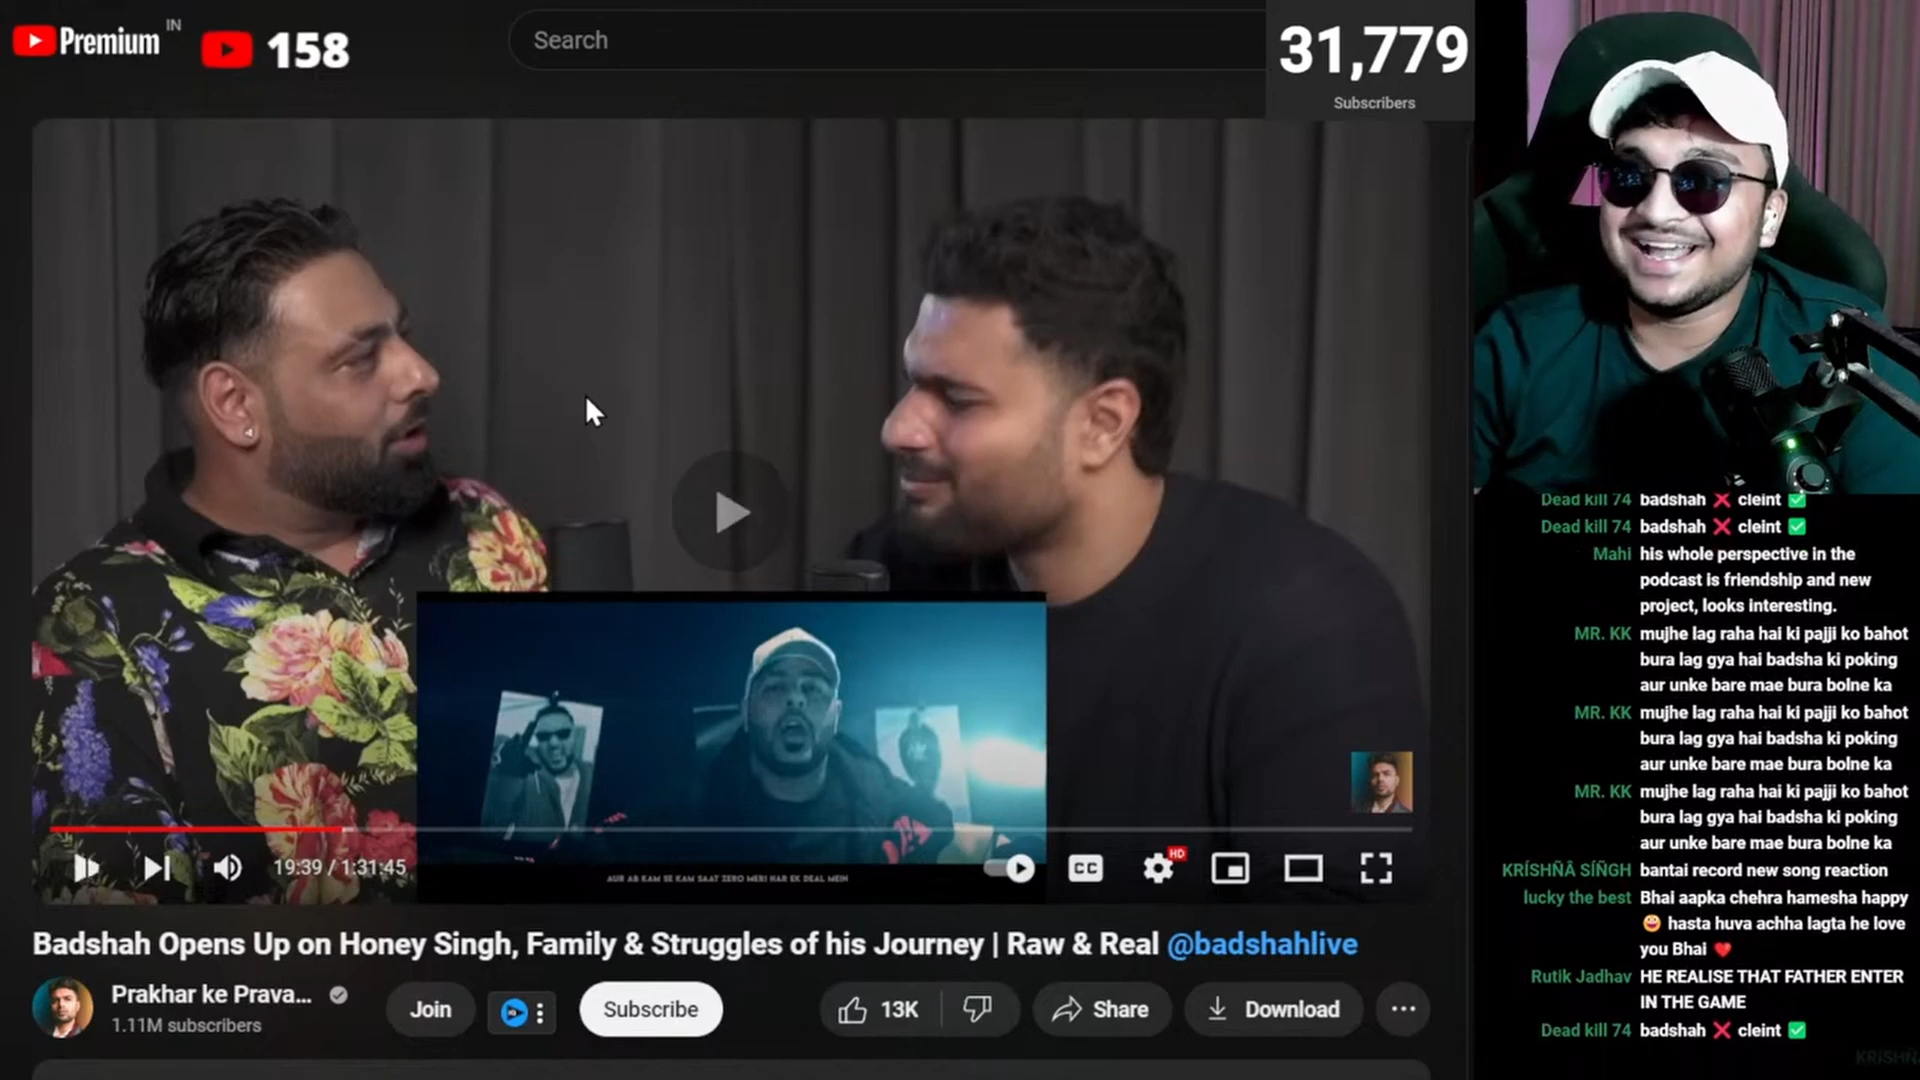 Premium IN
158
Search
31,779
Subscribers
AUR AB KAM SE KAM SAAT ZERO MERI HAR EK DEAL MEIN
19:39 / 1:31:45
CC
HD
Badshah Opens Up on Honey Singh, Family & Struggles of his Journey | Raw & Real @badshahlive
Prakhar ke Prava...
1.11M subscribers
Join
Subscribe
13K
Share
Download
Dead kill 74 badshah ❌ cleint ✅
Dead kill 74 badshah ❌ cleint ✅
Mahi his whole perspective in the
podcast is friendship and new
project, looks interesting.
MR. KK mujhe lag raha hai ki pajji ko bahot
bura lag gya hai badsha ki poking
aur unke bare mae bura bolne ka
MR. KK mujhe lag raha hai ki pajji ko bahot
bura lag gya hai badsha ki poking
aur unke bare mae bura bolne ka
MR. KK mujhe lag raha hai ki pajji ko bahot
bura lag gya hai badsha ki poking
aur unke bare mae bura bolne ka
KRÍSHÑÅ SÍÑGH bantai record new song reaction
lucky the best Bhai aapka chehra hamesha happy
😀 hasta huva achha lagta he love
you Bhai ❤️
Rutik Jadhav HE REALISE THAT FATHER ENTER
IN THE GAME
Dead kill 74 badshah ❌ cleint ✅